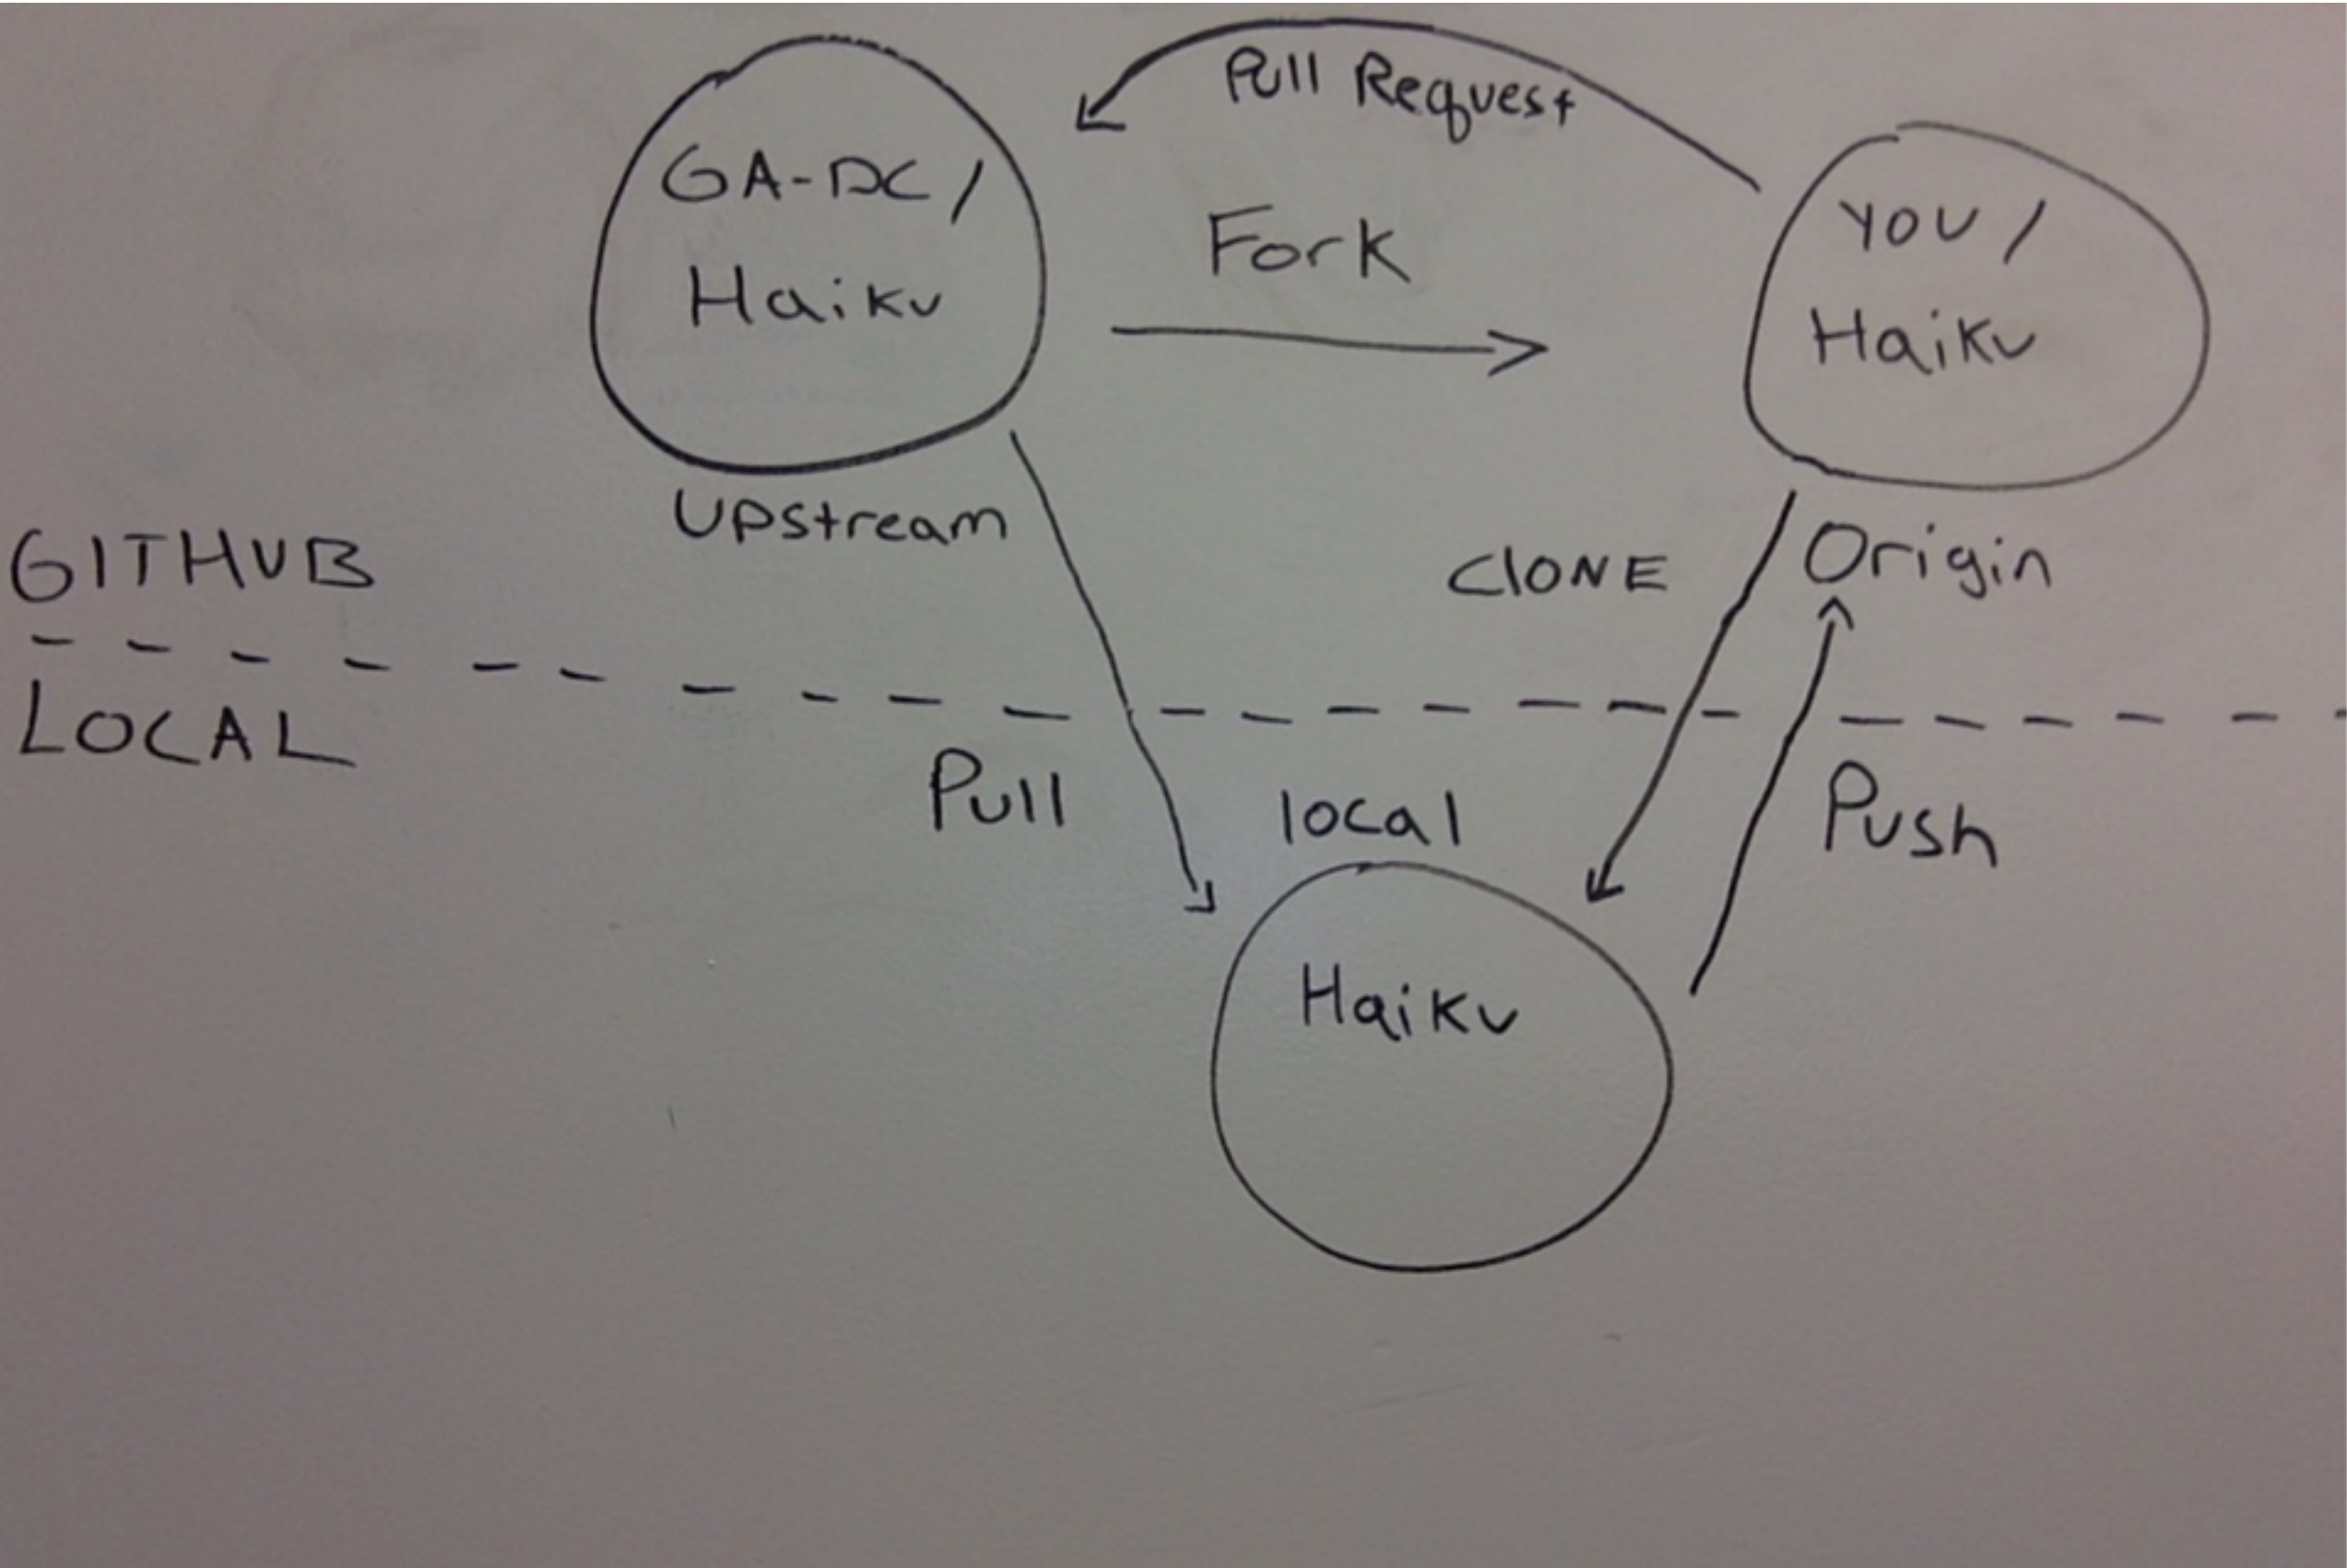 Pull Request
GA-DC/
Haiku
Fork
YOU/
Haiku
Upstream
GITHUB
ClONE
Origin
LOCAL
Pull
local
Push
Haiku